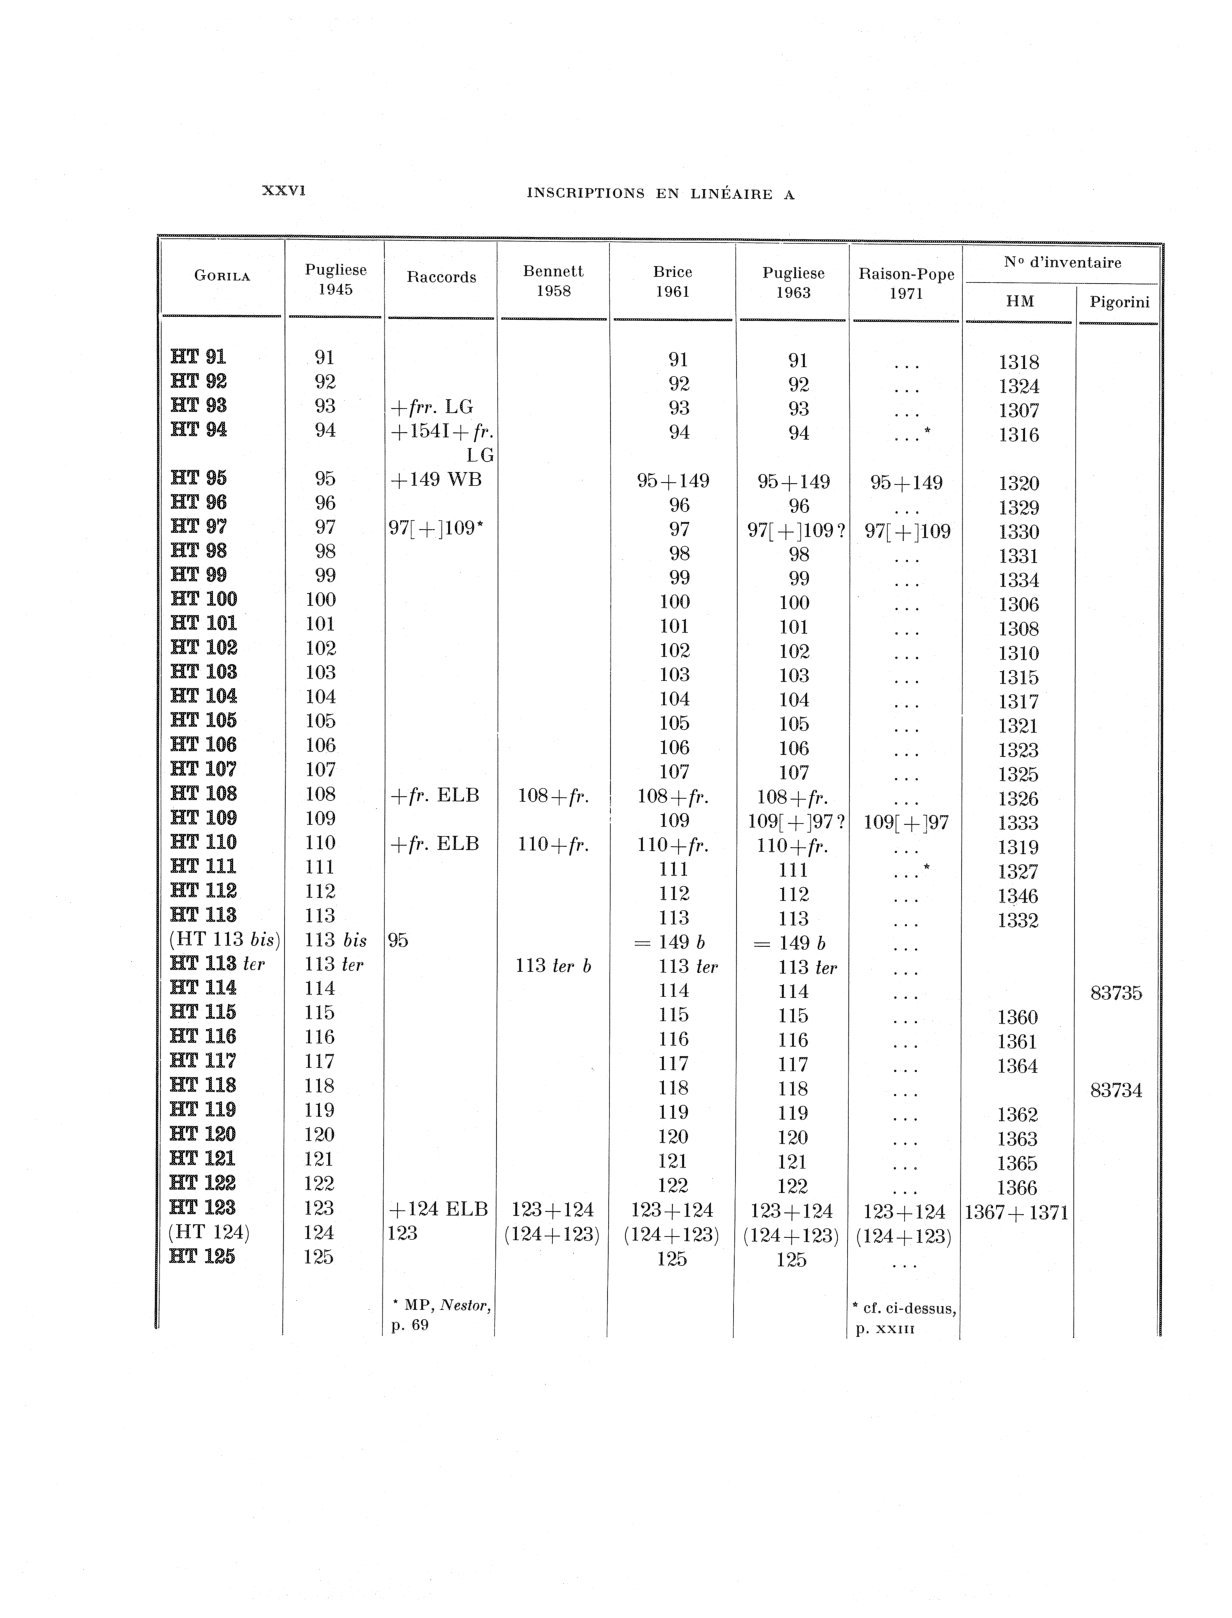 XXVI INSCRIPTIONS EN LINÉAIRE A
GORILA Pugliese 1945 Raccords Bennett 1958 Brice 1961 Pugliese 1963 Raison-Pope 1971 Nº d'inventaire HM Pigorini
HT 91 91 91 91 ... 1318
HT 92 92 92 92 ... 1324
HT 93 93 +frr. LG 93 93 ... 1307
HT 94 94 +154I+fr. 94 94 ...* 1316
LG
HT 95 95 +149 WB 95+149 95+149 95+149 1320
HT 96 96 96 96 ... 1329
HT 97 97 97[+]109* 97 97[+]109? 97[+]109 1330
HT 98 98 98 98 ... 1331
HT 99 99 99 99 ... 1334
HT 100 100 100 100 ... 1306
HT 101 101 101 101 ... 1308
HT 102 102 102 102 ... 1310
HT 103 103 103 103 ... 1315
HT 104 104 104 104 ... 1317
HT 105 105 105 105 ... 1321
HT 106 106 106 106 ... 1323
HT 107 107 107 107 ... 1325
HT 108 108 +fr. ELB 108+fr. 108+fr. 108+fr. ... 1326
HT 109 109 109 109[+]97? 109[+]97 1333
HT 110 110 +fr. ELB 110+fr. 110+fr. 110+fr. ... 1319
HT 111 111 111 111 ...* 1327
HT 112 112 112 112 ... 1346
HT 113 113 113 113 ... 1332
(HT 113 bis) 113 bis 95 = 149 b = 149 b ...
HT 113 ter 113 ter 113 ter b 113 ter 113 ter ...
HT 114 114 114 114 ... 83735
HT 115 115 115 115 ... 1360
HT 116 116 116 116 ... 1361
HT 117 117 117 117 ... 1364
HT 118 118 118 118 ... 83734
HT 119 119 119 119 ... 1362
HT 120 120 120 120 ... 1363
HT 121 121 121 121 ... 1365
HT 122 122 122 122 ... 1366
HT 123 123 +124 ELB 123+124 123+124 123+124 123+124 1367+1371
(HT 124) 124 123 (124+123) (124+123) (124+123) (124+123)
HT 125 125 125 125 ...
* MP, Nestor, * cf. ci-dessus,
p. 69 p. XXIII